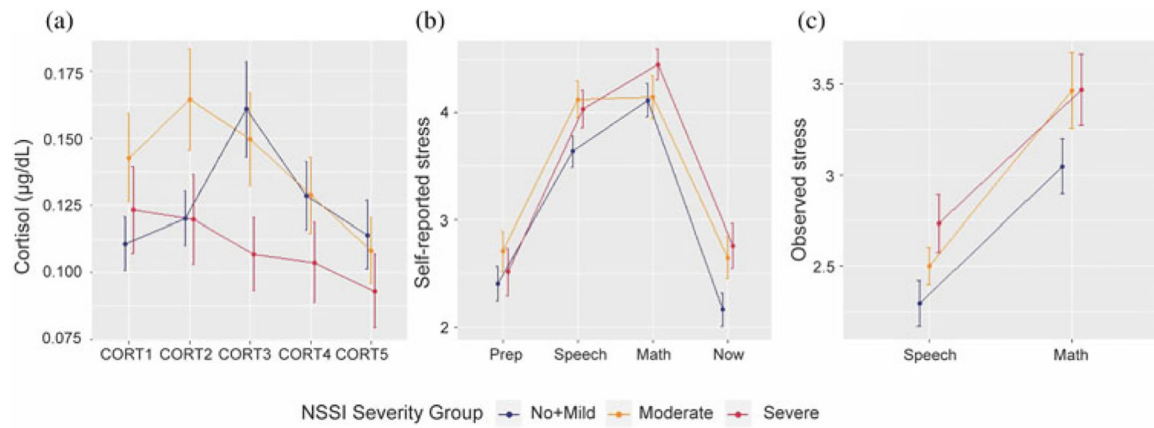 (a)
(b)
(c)
Cortisol (µg/dL)
0.175
0.150
0.125
0.100
0.075
CORT1 CORT2 CORT3 CORT4 CORT5
Self-reported stress
4
3
2
Prep Speech Math Now
Observed stress
3.5
3
2.5
Speech Math
NSSI Severity Group No+Mild Moderate Severe